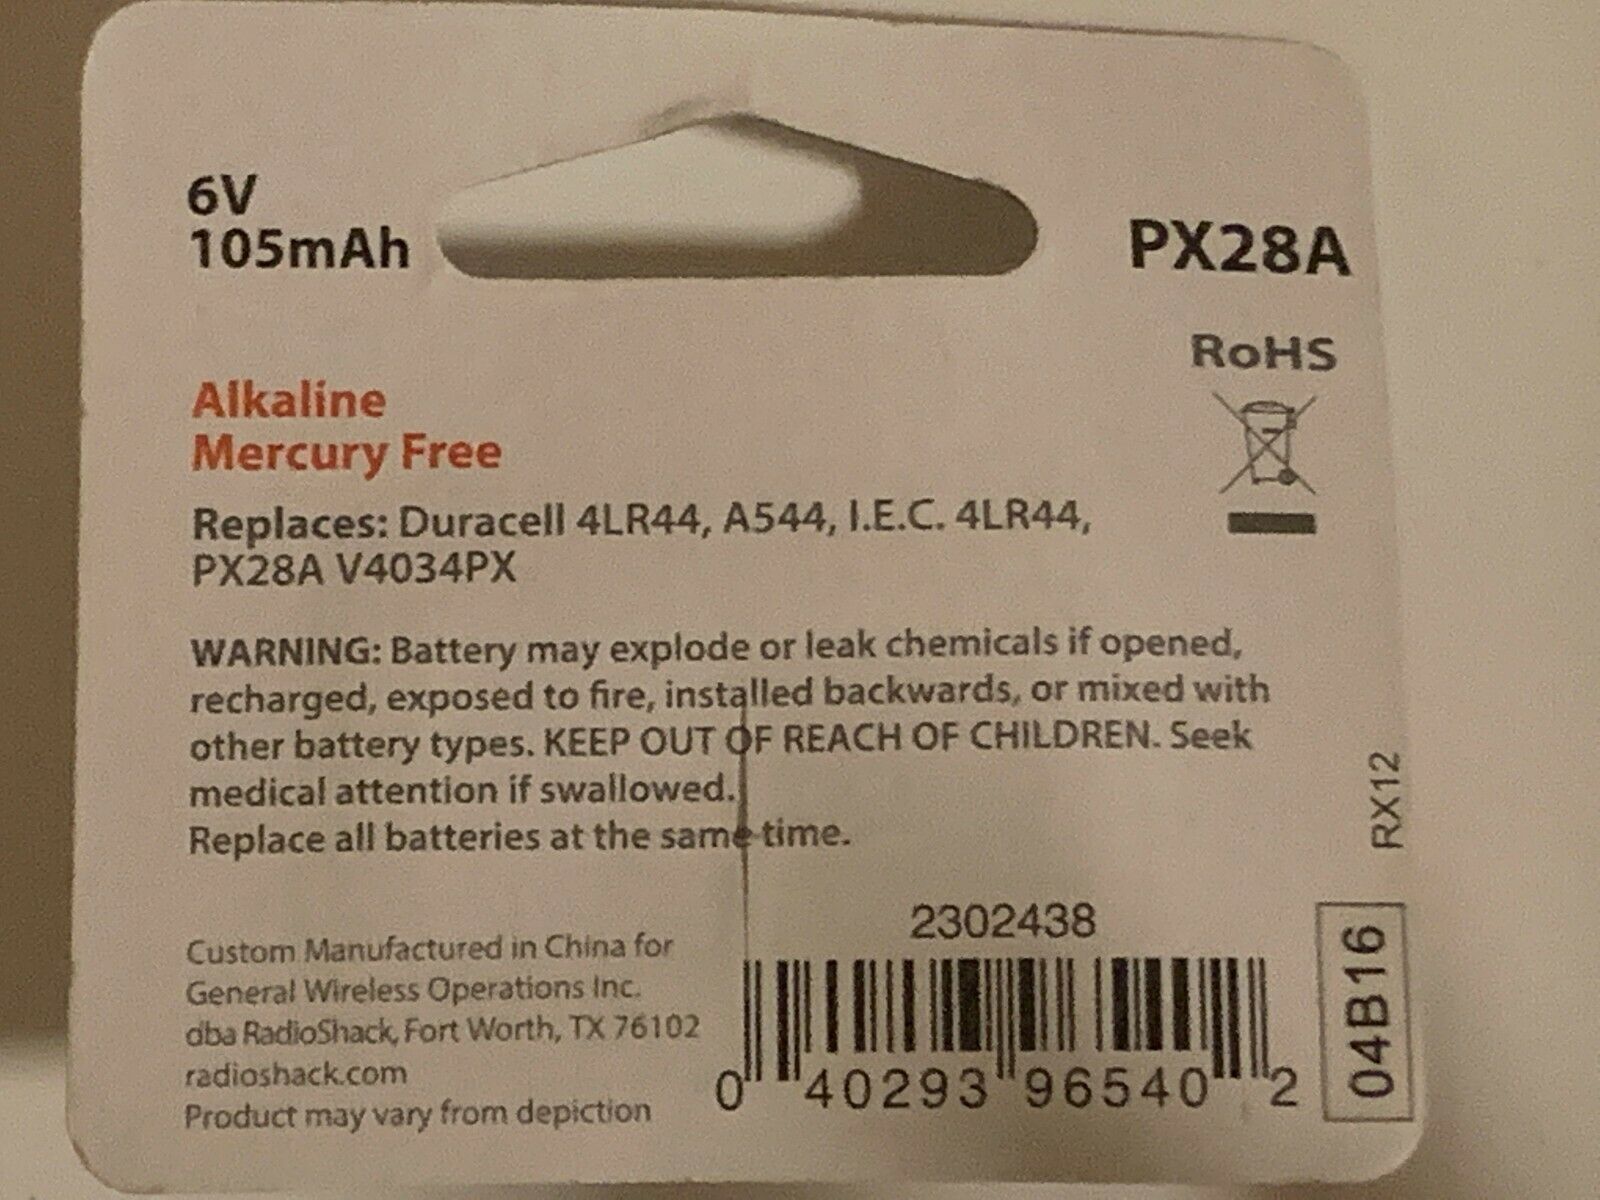 6V
105mAh
PX28A
RoHS
Alkaline
Mercury Free
Replaces: Duracell 4LR44, A544, I.E.C. 4LR44,
PX28A V4034PX
WARNING: Battery may explode or leak chemicals if opened,
recharged, exposed to fire, installed backwards, or mixed with
other battery types. KEEP OUT OF REACH OF CHILDREN. Seek
medical attention if swallowed.
Replace all batteries at the same time.
RX12
Custom Manufactured in China for
General Wireless Operations Inc.
dba RadioShack, Fort Worth, TX 76102
radioshack.com
Product may vary from depiction
2302438
0 40293 96540 2
04B16